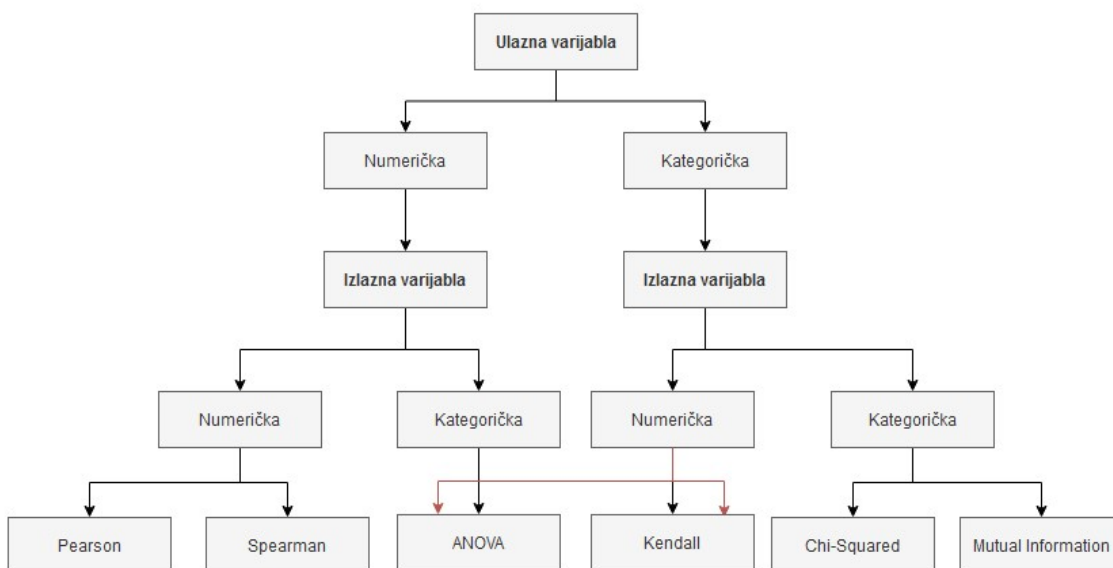 Ulazna varijabla
Numerička
Kategorička
Izlazna varijabla
Izlazna varijabla
Numerička
Kategorička
Numerička
Kategorička
Pearson
Spearman
ANOVA
Kendall
Chi-Squared
Mutual Information